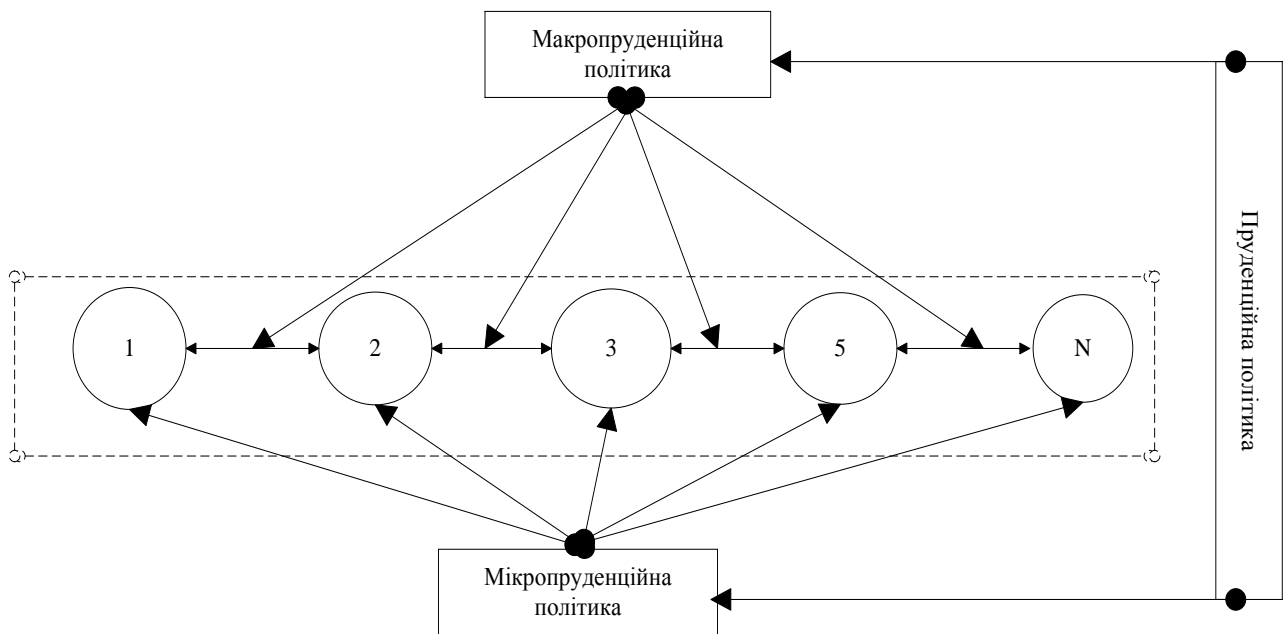 Макропруденційна
політика
Пруденційна політика
1
2
3
5
N
Мікропруденційна
політика